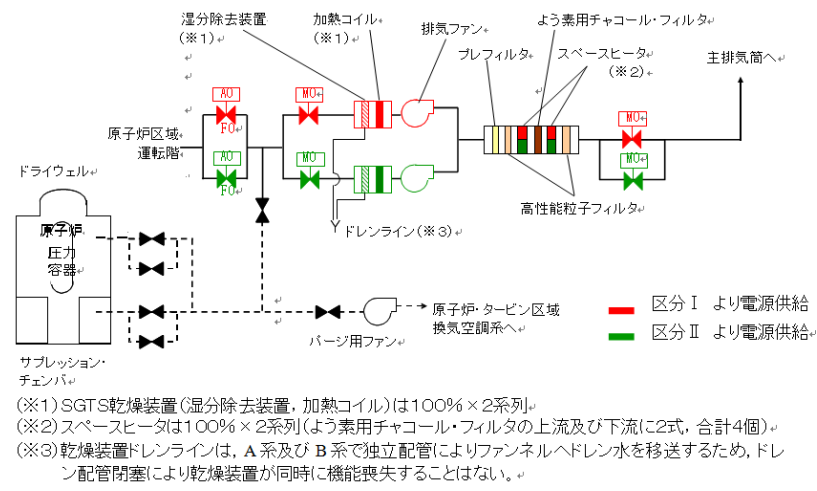 湿分除去装置
(※1)
加熱コイル
(※1)
排気ファン
よう素用チャコール・フィルタ
プレフィルタ
スペースヒータ
(※2)
主排気筒へ
AO
FO
MO
MO
原子炉区域
運転階
AO
FO
MO
MO
高性能粒子フィルタ
ドレンライン(※3)
ドライウェル
原子炉
圧力
容器
原子炉・タービン区域
換気空調系へ
パージ用ファン
サプレッション・
チェンバ
区分Ⅰ より電源供給
区分Ⅱ より電源供給
(※1)SGTS乾燥装置(湿分除去装置,加熱コイル)は100%×2系列
(※2)スペースヒータは100%×2系列(よう素用チャコール・フィルタの上流及び下流に2式,合計4個)
(※3)乾燥装置ドレンラインは,A系及びB系で独立配管によりファンネルへドレン水を移送するため,ドレ
ン配管閉塞により乾燥装置が同時に機能喪失することはない。